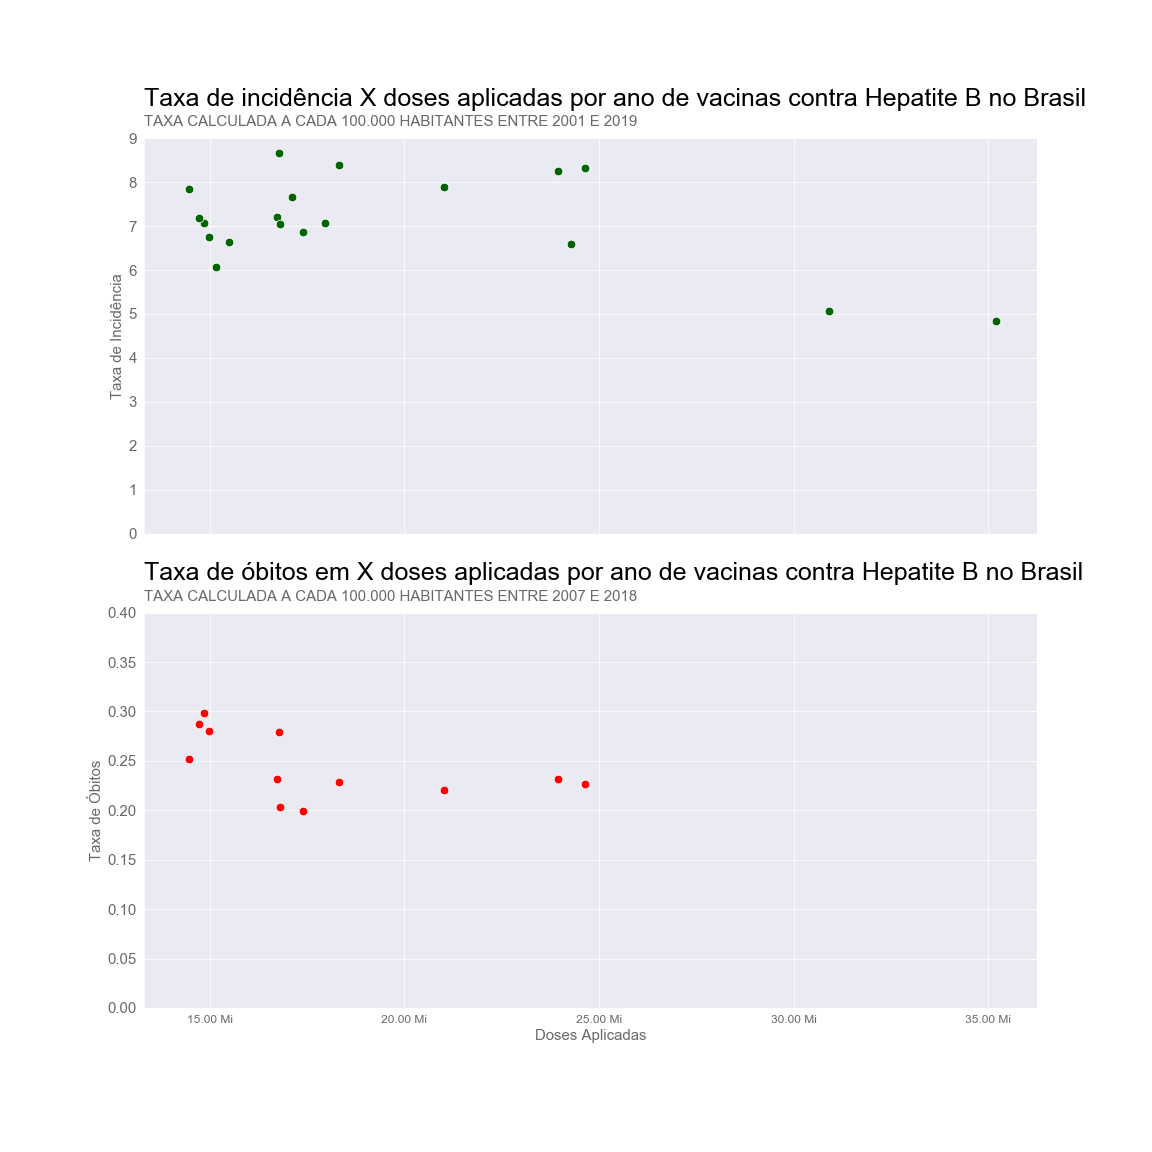 Taxa de incidência X doses aplicadas por ano de vacinas contra Hepatite B no Brasil
TAXA CALCULADA A CADA 100.000 HABITANTES ENTRE 2001 E 2019
9
8
7
6
5
4
3
2
1
0
Taxa de Incidência
Taxa de óbitos em X doses aplicadas por ano de vacinas contra Hepatite B no Brasil
TAXA CALCULADA A CADA 100.000 HABITANTES ENTRE 2007 E 2018
0.40
0.35
0.30
0.25
0.20
0.15
0.10
0.05
0.00
Taxa de Óbitos
15.00 Mi
20.00 Mi
25.00 Mi
30.00 Mi
35.00 Mi
Doses Aplicadas